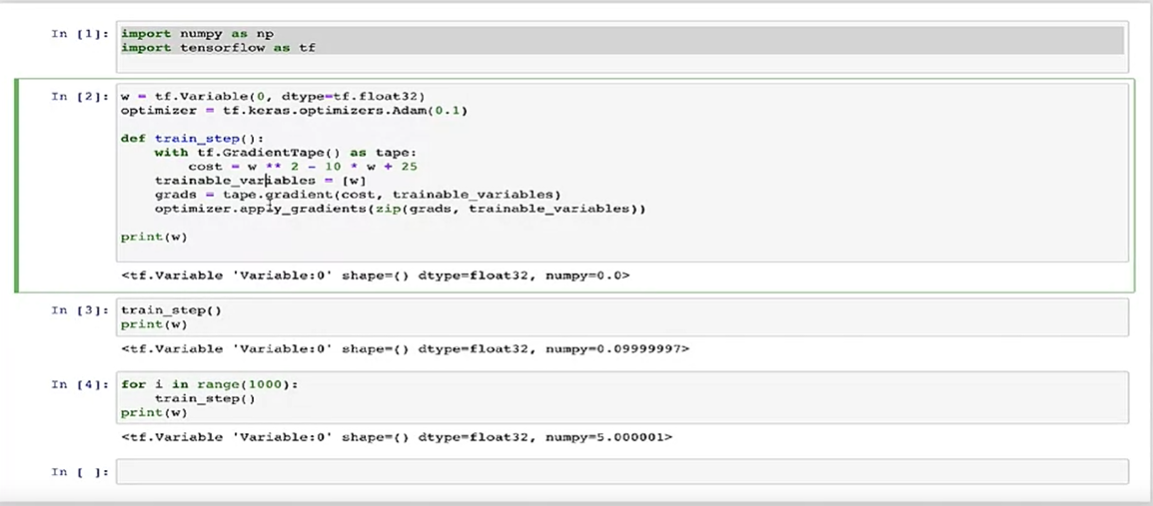 In [1]: import numpy as np
import tensorflow as tf
In [2]: w = tf.Variable(0, dtype=tf.float32)
optimizer = tf.keras.optimizers.Adam(0.1)
def train_step():
with tf.GradientTape() as tape:
cost = w ** 2 - 10 * w + 25
trainable_variables = [w]
grads = tape.gradient(cost, trainable_variables)
optimizer.apply_gradients(zip(grads, trainable_variables))
print(w)
<tf.Variable 'Variable:0' shape=() dtype=float32, numpy=0.0>
In [3]: train_step()
print(w)
<tf.Variable 'Variable:0' shape=() dtype=float32, numpy=0.09999997>
In [4]: for i in range(1000):
train_step()
print(w)
<tf.Variable 'Variable:0' shape=() dtype=float32, numpy=5.000001>
In [ ]: